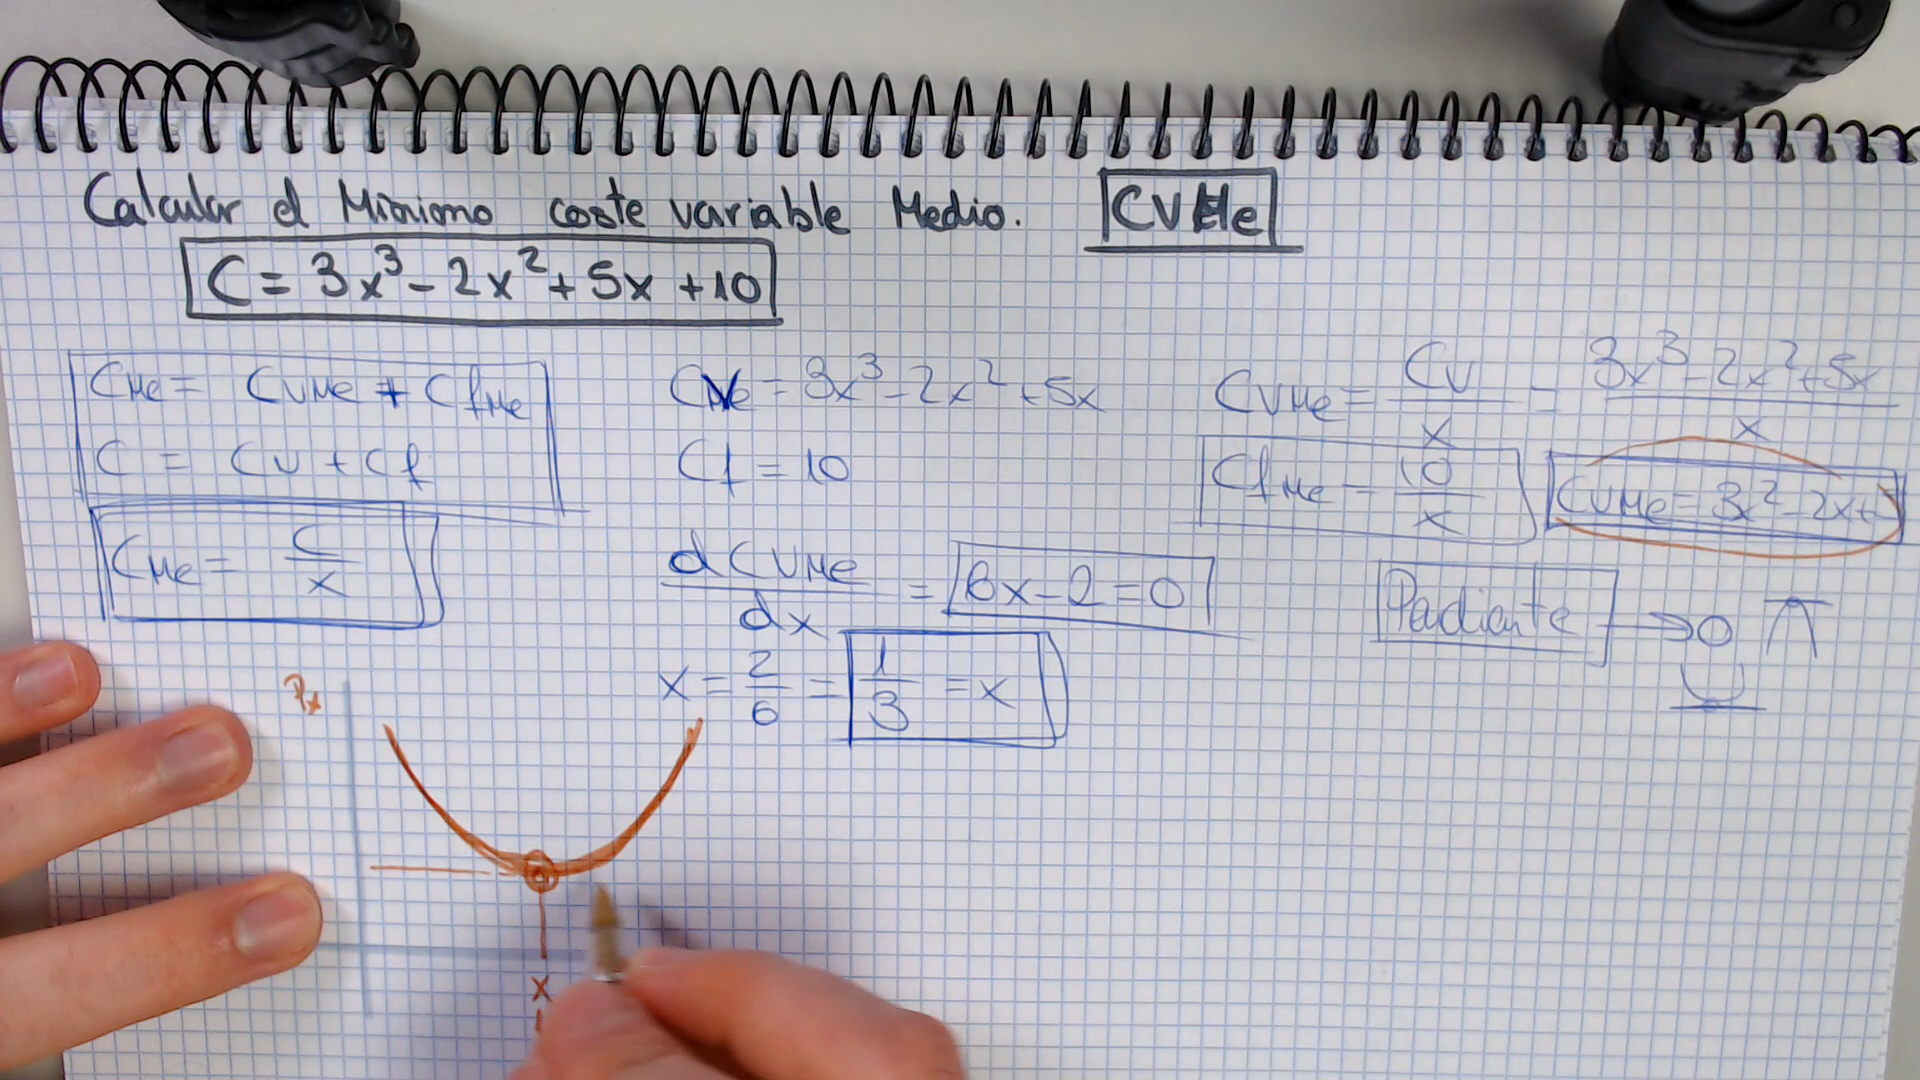 Calcular el Mínimo coste variable Medio. CVMe
C = 3x³ - 2x² + 5x + 10
CMe = CVMe + CfMe
C = CV + Cf
CMe = C/x
CV = 3x³ - 2x² + 5x
Cf = 10
dCVMe/dx = 6x - 2 = 0
x = 2/6 = 1/3 = x
CVMe = CV/x = 3x³ - 2x² + 5x/x
CfMe = 10/x
CVMe = 3x² - 2x + 5
Pendiente → 0
Px
x